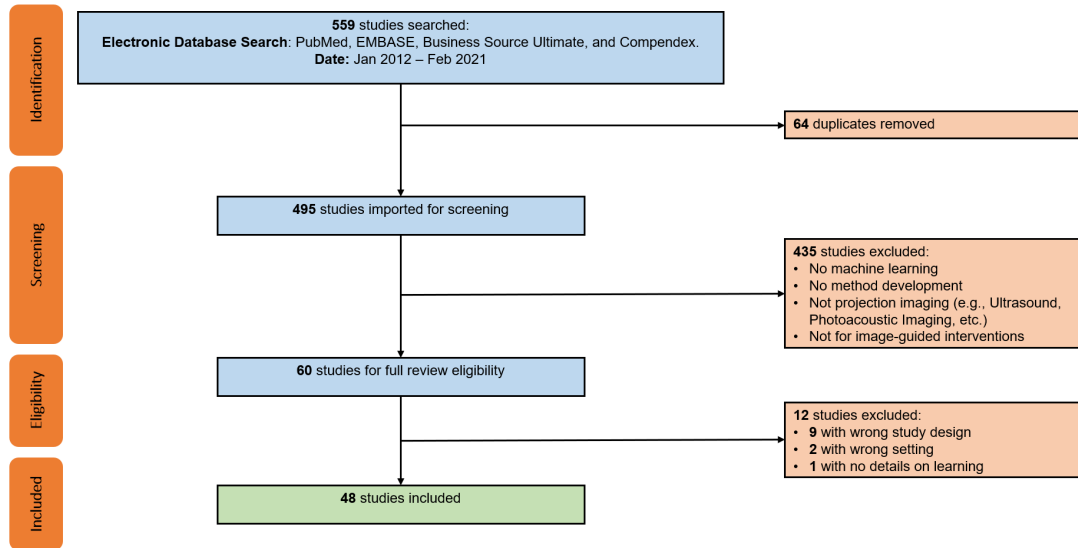 Identification
559 studies searched:
Electronic Database Search: PubMed, EMBASE, Business Source Ultimate, and Compendex.
Date: Jan 2012 – Feb 2021
64 duplicates removed
Screening
495 studies imported for screening
435 studies excluded:
• No machine learning
• No method development
• Not projection imaging (e.g., Ultrasound,
Photoacoustic Imaging, etc.)
• Not for image-guided interventions
Eligibility
60 studies for full review eligibility
12 studies excluded:
• 9 with wrong study design
• 2 with wrong setting
• 1 with no details on learning
Included
48 studies included